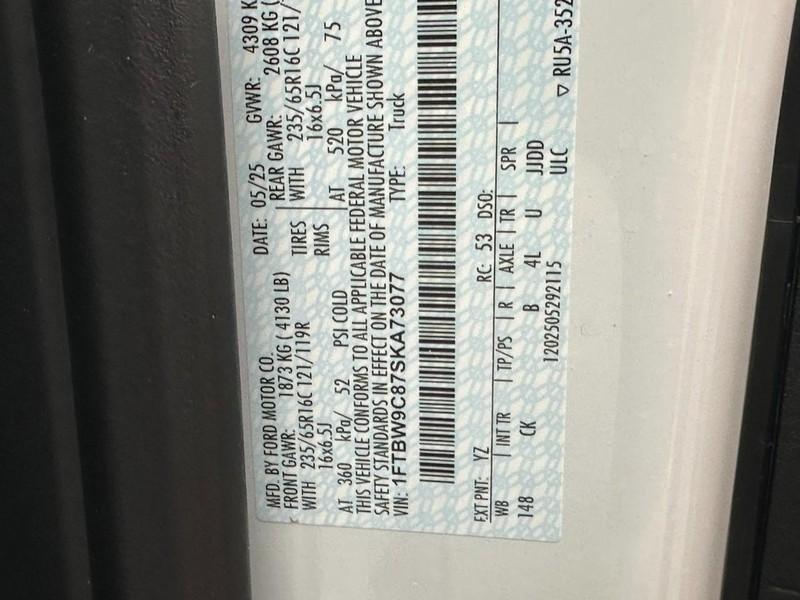 MFD. BY FORD MOTOR CO. DATE: 05/25 GVWR: 4309 K
FRONT GAWR: 1873 KG ( 4130 LB) REAR GAWR: 2608 KG (
WITH 235/65R16C 121/119R TIRES WITH 235/65R16C 121/
16x6.5J RIMS 16x6.5J
AT 360 kPa/ 52 PSI COLD AT 520 kPa/ 75
THIS VEHICLE CONFORMS TO ALL APPLICABLE FEDERAL MOTOR VEHICLE
SAFETY STANDARDS IN EFFECT ON THE DATE OF MANUFACTURE SHOWN ABOVE
VIN: 1FTBW9C87SKA73077 TYPE: Truck
EXT PNT: YZ RC: 53 DSO:
WB INT TR TP/PS R AXLE TR SPR
148 CK B 4L U JJDD
1202505292115 ULC ▽ RU5A-352